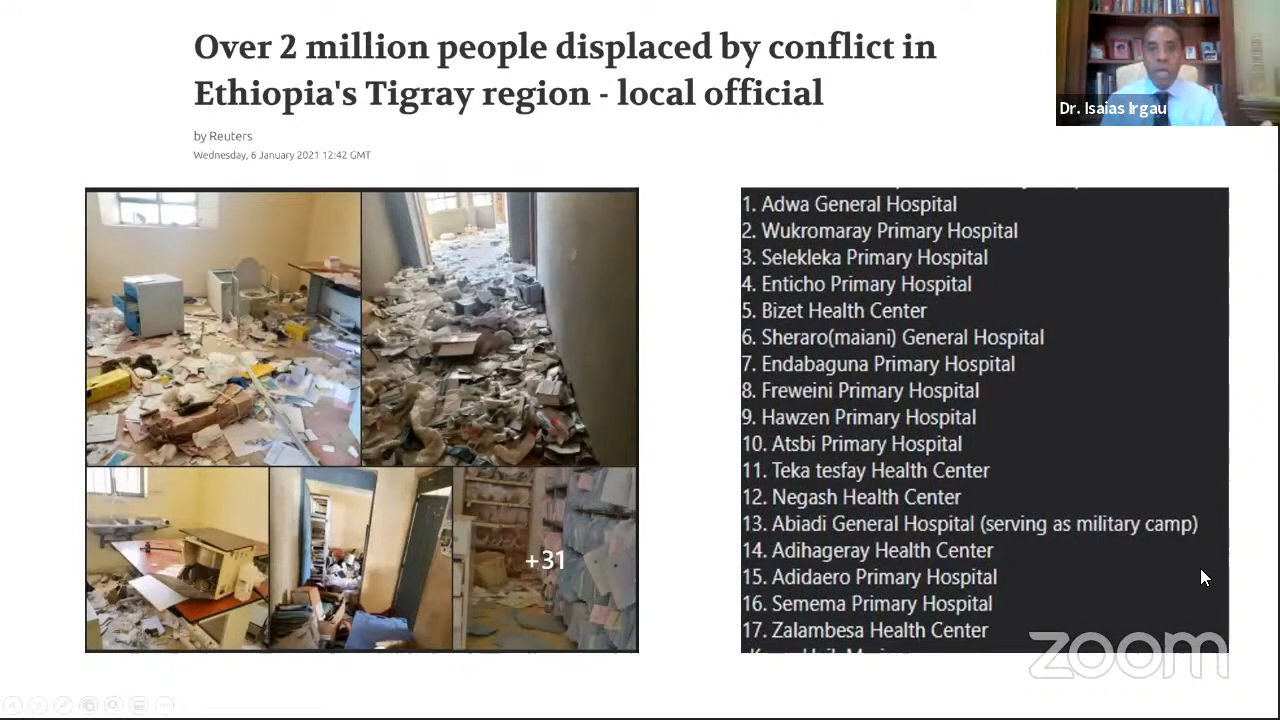 Over 2 million people displaced by conflict in
Ethiopia's Tigray region - local official
by Reuters
Wednesday, 6 January 2021 12:42 GMT
Dr. Isaias Irgau
+31
1. Adwa General Hospital
2. Wukromaray Primary Hospital
3. Selekleka Primary Hospital
4. Enticho Primary Hospital
5. Bizet Health Center
6. Sheraro(maiani) General Hospital
7. Endabaguna Primary Hospital
8. Freweini Primary Hospital
9. Hawzen Primary Hospital
10. Atsbi Primary Hospital
11. Teka tesfay Health Center
12. Negash Health Center
13. Abiadi General Hospital (serving as military camp)
14. Adihageray Health Center
15. Adidaero Primary Hospital
16. Semema Primary Hospital
17. Zalambesa Health Center
zoom